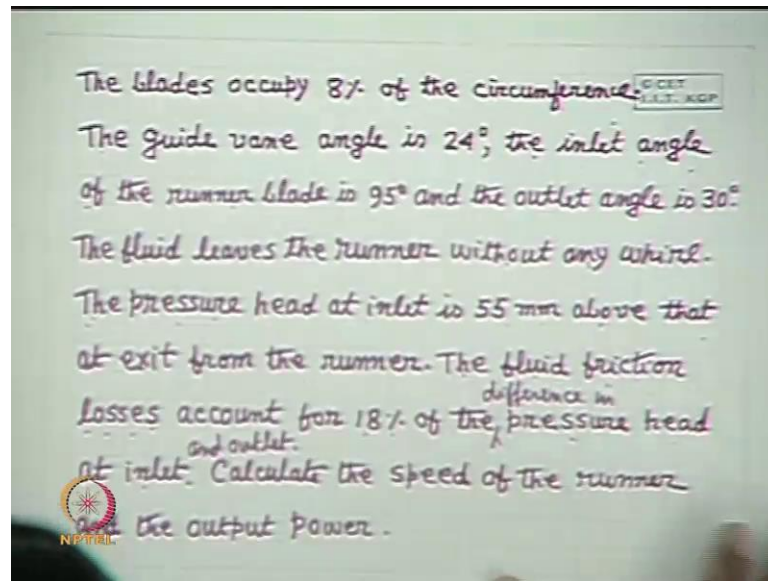 The blades occupy 8% of the circumference.
The guide vane angle is 24°, the inlet angle
of the runner blade is 95° and the outlet angle is 30°.
The fluid leaves the runner without any whirl.
The pressure head at inlet is 55 mm above that
at exit from the runner. The fluid friction
losses account for 18% of the difference in pressure head
at inlet and outlet. Calculate the speed of the runner
and the output power.
I.I.T. KGP
NPTEL